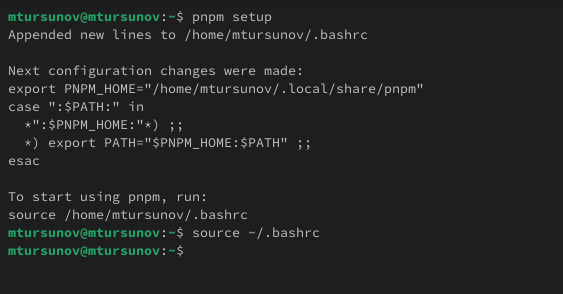 mtursunov@mtursunov:~$ pnpm setup
Appended new lines to /home/mtursunov/.bashrc

Next configuration changes were made:
export PNPM_HOME="/home/mtursunov/.local/share/pnpm"
case ":$PATH:" in
  *":$PNPM_HOME:"*) ;;
  *) export PATH="$PNPM_HOME:$PATH" ;;
esac

To start using pnpm, run:
source /home/mtursunov/.bashrc
mtursunov@mtursunov:~$ source ~/.bashrc
mtursunov@mtursunov:~$